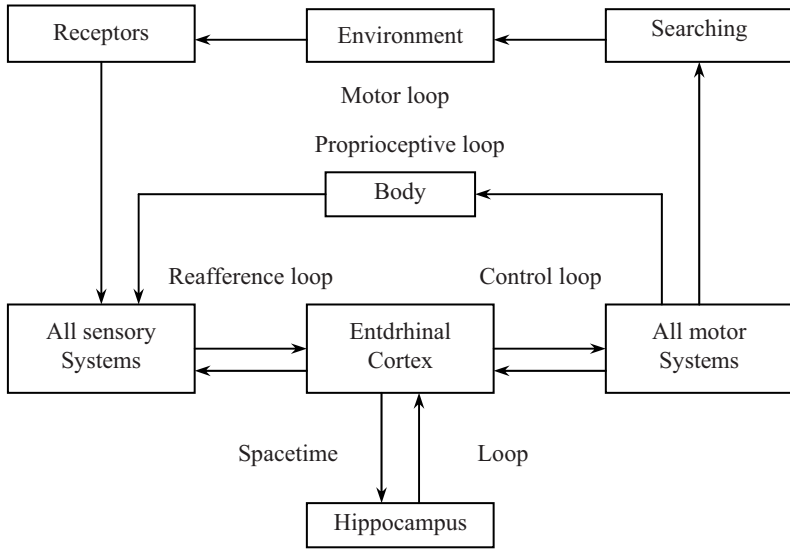 Receptors
Environment
Searching
Motor loop
Proprioceptive loop
Body
Reafference loop
Control loop
All sensory
Systems
Entdrhinal
Cortex
All motor
Systems
Spacetime
Loop
Hippocampus